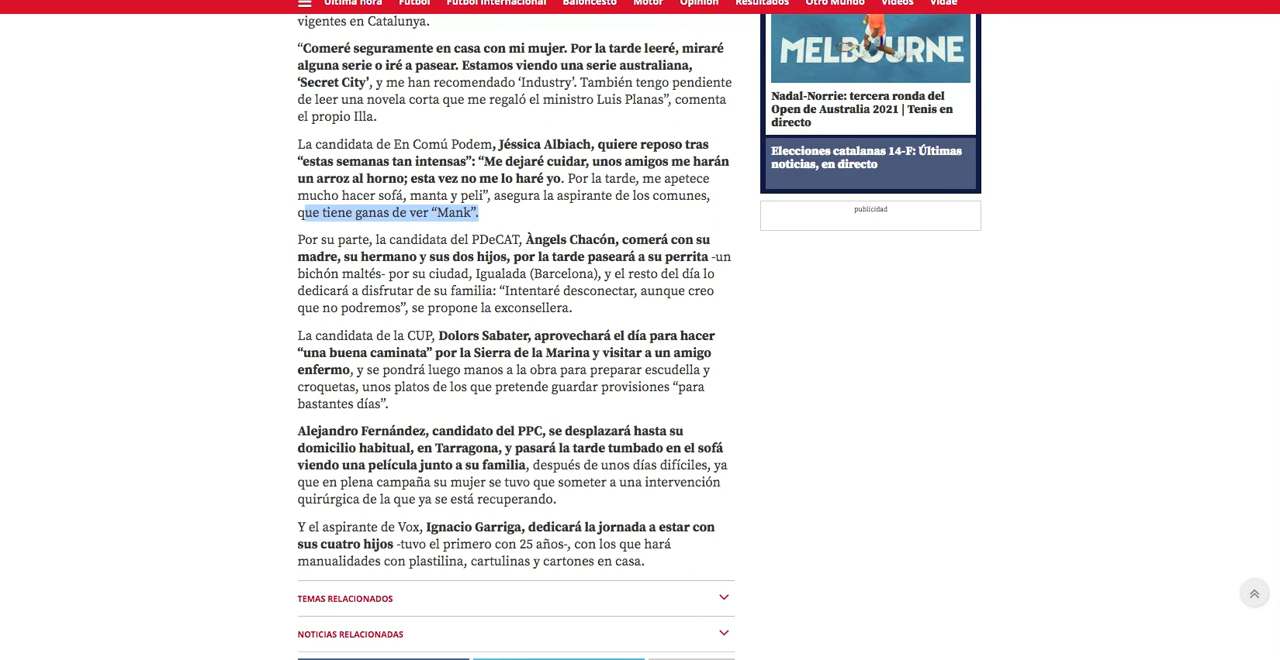 Última hora Fútbol Fútbol Internacional Baloncesto Motor Opinión Resultados Otro Mundo Vídeos Vídae
vigentes en Catalunya.
“Comeré seguramente en casa con mi mujer. Por la tarde leeré, miraré
alguna serie o iré a pasear. Estamos viendo una serie australiana,
‘Secret City’, y me han recomendado ‘Industry’. También tengo pendiente
de leer una novela corta que me regaló el ministro Luis Planas”, comenta
el propio Illa.
La candidata de En Comú Podem, Jéssica Albiach, quiere reposo tras
“estas semanas tan intensas”: “Me dejaré cuidar, unos amigos me harán
un arroz al horno; esta vez no me lo haré yo. Por la tarde, me apetece
mucho hacer sofá, manta y peli”, asegura la aspirante de los comunes,
que tiene ganas de ver “Mank”.
Por su parte, la candidata del PDeCAT, Àngels Chacón, comerá con su
madre, su hermano y sus dos hijos, por la tarde paseará a su perrita -un
bichón maltés- por su ciudad, Igualada (Barcelona), y el resto del día lo
dedicará a disfrutar de su familia: “Intentaré desconectar, aunque creo
que no podremos”, se propone la exconsellera.
La candidata de la CUP, Dolors Sabater, aprovechará el día para hacer
“una buena caminata” por la Sierra de la Marina y visitar a un amigo
enfermo, y se pondrá luego manos a la obra para preparar escudella y
croquetas, unos platos de los que pretende guardar provisiones “para
bastantes días”.
Alejandro Fernández, candidato del PPC, se desplazará hasta su
domicilio habitual, en Tarragona, y pasará la tarde tumbado en el sofá
viendo una película junto a su familia, después de unos días difíciles, ya
que en plena campaña su mujer se tuvo que someter a una intervención
quirúrgica de la que ya se está recuperando.
Y el aspirante de Vox, Ignacio Garriga, dedicará la jornada a estar con
sus cuatro hijos -tuvo el primero con 25 años-, con los que hará
manualidades con plastilina, cartulinas y cartones en casa.
TEMAS RELACIONADOS
NOTICIAS RELACIONADAS
MELBOURNE
Nadal-Norrie: tercera ronda del
Open de Australia 2021 | Tenis en
directo
Elecciones catalanas 14-F: Últimas
noticias, en directo
publicidad